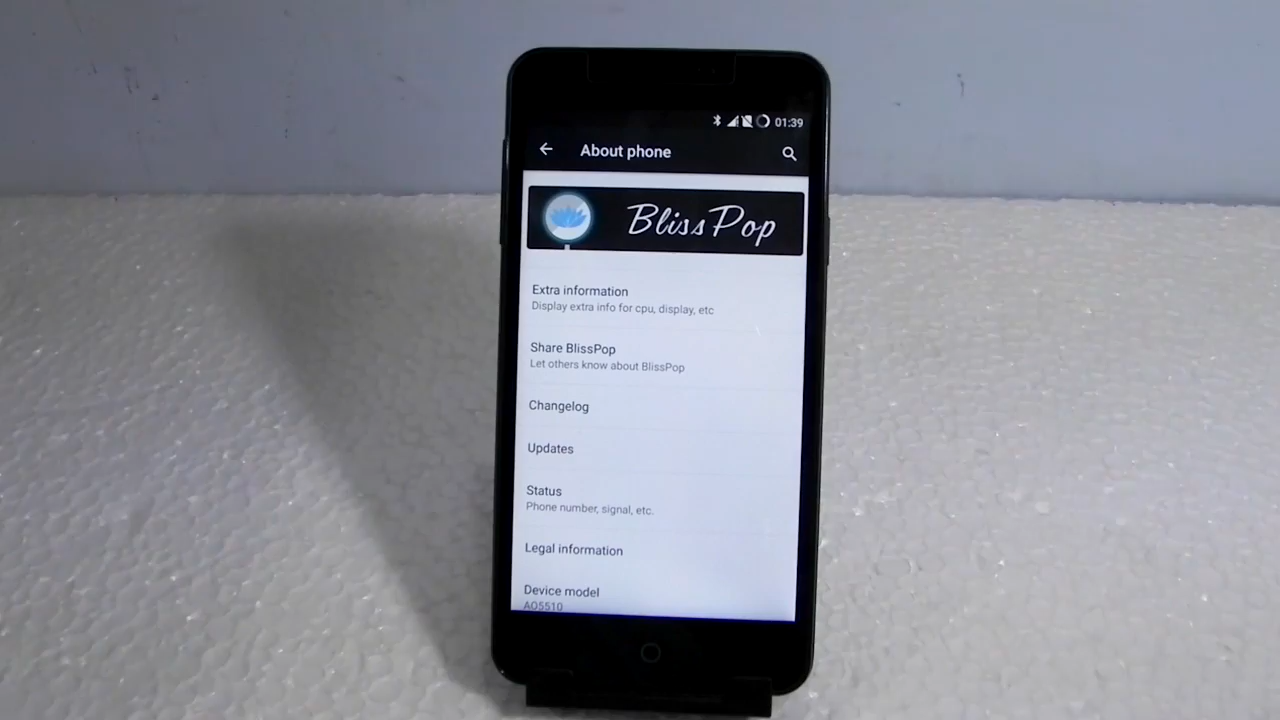 01:39
About phone
BlissPop
Extra information
Display extra info for cpu, display, etc
Share BlissPop
Let others know about BlissPop
Changelog
Updates
Status
Phone number, signal, etc.
Legal information
Device model
AO5510